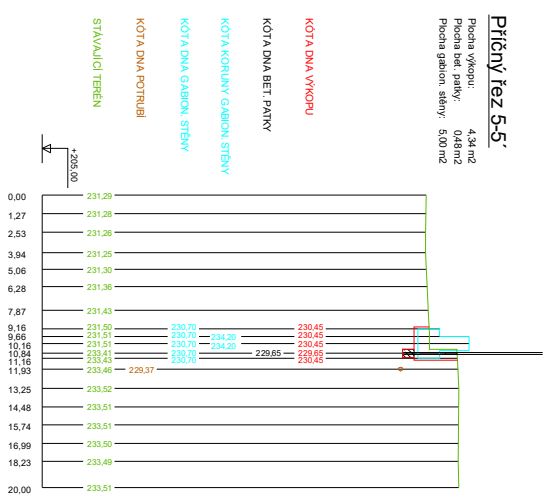 Příčný řez 5-5´
Plocha výkopu: 4,34 m2
Plocha bet. patky: 0,48 m2
Plocha gabion. stěny: 5,00 m2
KÓTA DNA VÝKOPU
KÓTA DNA BET. PATKY
KÓTA KORUNY GABION. STĚNY
KÓTA DNA GABION. STĚNY
KÓTA DNA POTRUBÍ
STÁVAJÍCÍ TERÉN
+205,00
0,00 231,29
1,27 231,28
2,53 231,26
3,94 231,25
5,06 231,30
6,28 231,36
7,87 231,43
9,16 231,50 230,70 230,45
9,66 231,51 230,70 234,20 230,45
10,16 231,51 230,70 234,20 230,45
10,84 233,41 230,70 229,65 229,65
11,16 233,43 230,70 230,45
11,93 233,46 229,37
13,25 233,52
14,48 233,51
15,74 233,51
16,99 233,50
18,23 233,49
20,00 233,51